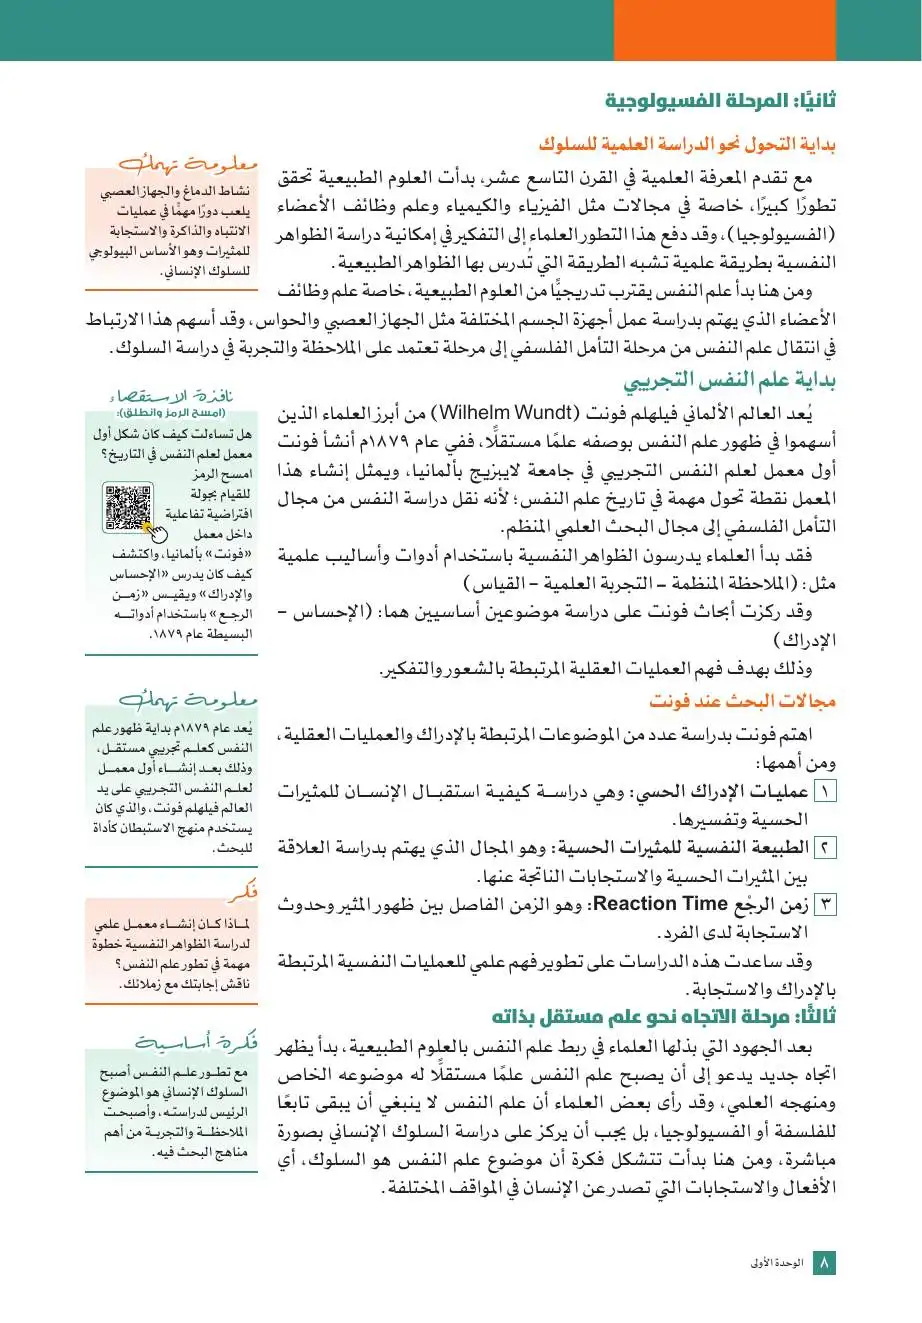 ثانيًا: المرحلة الفسيولوجية
بداية التحول نحو الدراسة العلمية للسلوك
مع تقدم المعرفة العلمية في القرن التاسع عشر، بدأت العلوم الطبيعية تحقق
تطورًا كبيرًا، خاصة في مجالات مثل الفيزياء والكيمياء وعلم وظائف الأعضاء
(الفسيولوجيا)، وقد دفع هذا التطور العلماء إلى التفكير في إمكانية دراسة الظواهر
النفسية بطريقة علمية تشبه الطريقة التي تُدرس بها الظواهر الطبيعية.
ومن هنا بدأ علم النفس يقترب تدريجيًّا من العلوم الطبيعية، خاصة علم وظائف
الأعضاء الذي يهتم بدراسة عمل أجهزة الجسم المختلفة مثل الجهاز العصبي والحواس، وقد أسهم هذا الارتباط
في انتقال علم النفس من مرحلة التأمل الفلسفي إلى مرحلة تعتمد على الملاحظة والتجربة في دراسة السلوك.
معلومة تهمك
نشاط الدماغ والجهاز العصبي
يلعب دورًا مهمًّا في عمليات
الانتباه والذاكرة والاستجابة
للمثيرات وهو الأساس البيولوجي
للسلوك الإنساني.
بداية علم النفس التجريبي
يُعد العالم الألماني فيلهلم فونت (Wilhelm Wundt) من أبرز العلماء الذين
أسهموا في ظهور علم النفس بوصفه علمًا مستقلًّا، ففي عام ١٨٧٩م أنشأ فونت
أول معمل لعلم النفس التجريبي في جامعة لايبزيج بألمانيا، ويمثل إنشاء هذا
المعمل نقطة تحول مهمة في تاريخ علم النفس؛ لأنه نقل دراسة النفس من مجال
التأمل الفلسفي إلى مجال البحث العلمي المنظم.
فقد بدأ العلماء يدرسون الظواهر النفسية باستخدام أدوات وأساليب علمية
مثل: (الملاحظة المنظمة – التجربة العلمية – القياس)
وقد ركزت أبحاث فونت على دراسة موضوعين أساسيين هما: (الإحساس –
الإدراك)
وذلك بهدف فهم العمليات العقلية المرتبطة بالشعور والتفكير.
نافذة الاستقصاء
(امسح الرمز وانطلق):
هل تساءلت كيف كان شكل أول
معمل لعلم النفس في التاريخ؟
امسح الرمز
للقيام بجولة
افتراضية تفاعلية
داخل معمل
«فونت» بألمانيا، واكتشف
كيف كان يدرس «الإحساس
والإدراك» ويقيس «زمن
الرجع» باستخدام أدواته
البسيطة عام ١٨٧٩.
مجالات البحث عند فونت
اهتم فونت بدراسة عدد من الموضوعات المرتبطة بالإدراك والعمليات العقلية،
ومن أهمها:
١ عمليات الإدراك الحسي: وهي دراسة كيفية استقبال الإنسان للمثيرات
الحسية وتفسيرها.
٢ الطبيعة النفسية للمثيرات الحسية: وهو المجال الذي يهتم بدراسة العلاقة
بين المثيرات الحسية والاستجابات الناتجة عنها.
٣ زمن الرجْع Reaction Time: وهو الزمن الفاصل بين ظهور المثير وحدوث
الاستجابة لدى الفرد.
وقد ساعدت هذه الدراسات على تطوير فهم علمي للعمليات النفسية المرتبطة
بالإدراك والاستجابة.
معلومة تهمك
يُعد عام ١٨٧٩م بداية ظهور علم
النفس كعلم تجريبي مستقل،
وذلك بعد إنشاء أول معمل
لعلم النفس التجريبي على يد
العالم فيلهلم فونت، والذي كان
يستخدم منهج الاستبطان كأداة
للبحث.
فكر
لماذا كان إنشاء معمل علمي
لدراسة الظواهر النفسية خطوة
مهمة في تطور علم النفس؟
ناقش إجابتك مع زملائك.
ثالثًا: مرحلة الاتجاه نحو علم مستقل بذاته
بعد الجهود التي بذلها العلماء في ربط علم النفس بالعلوم الطبيعية، بدأ يظهر
اتجاه جديد يدعو إلى أن يصبح علم النفس علمًا مستقلًّا له موضوعه الخاص
ومنهجه العلمي، وقد رأى بعض العلماء أن علم النفس لا ينبغي أن يبقى تابعًا
للفلسفة أو الفسيولوجيا، بل يجب أن يركز على دراسة السلوك الإنساني بصورة
مباشرة، ومن هنا بدأت تتشكل فكرة أن موضوع علم النفس هو السلوك، أي
الأفعال والاستجابات التي تصدر عن الإنسان في المواقف المختلفة.
فكرة أساسية
مع تطور علم النفس أصبح
السلوك الإنساني هو الموضوع
الرئيس لدراسته، وأصبحت
الملاحظة والتجربة من أهم
مناهج البحث فيه.
٨ الوحدة الأولى